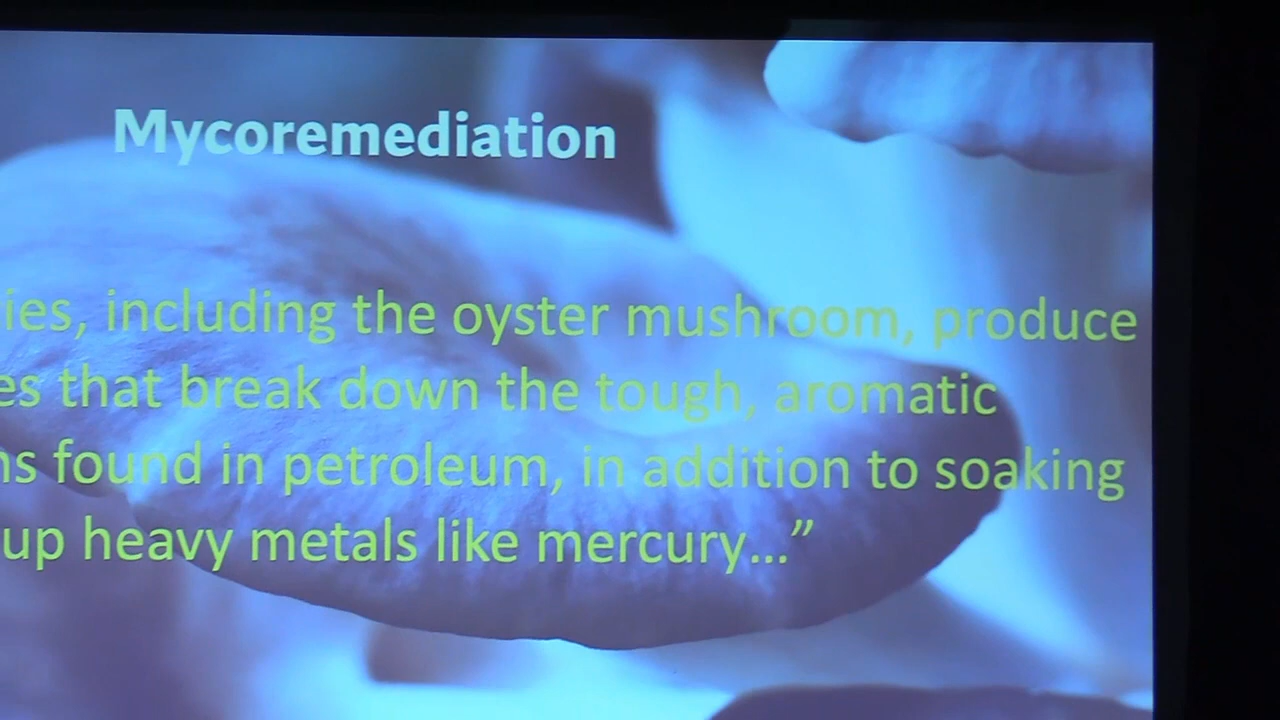 Mycoremediation
ies, including the oyster mushroom, produce
es that break down the tough, aromatic
ns found in petroleum, in addition to soaking
up heavy metals like mercury…”